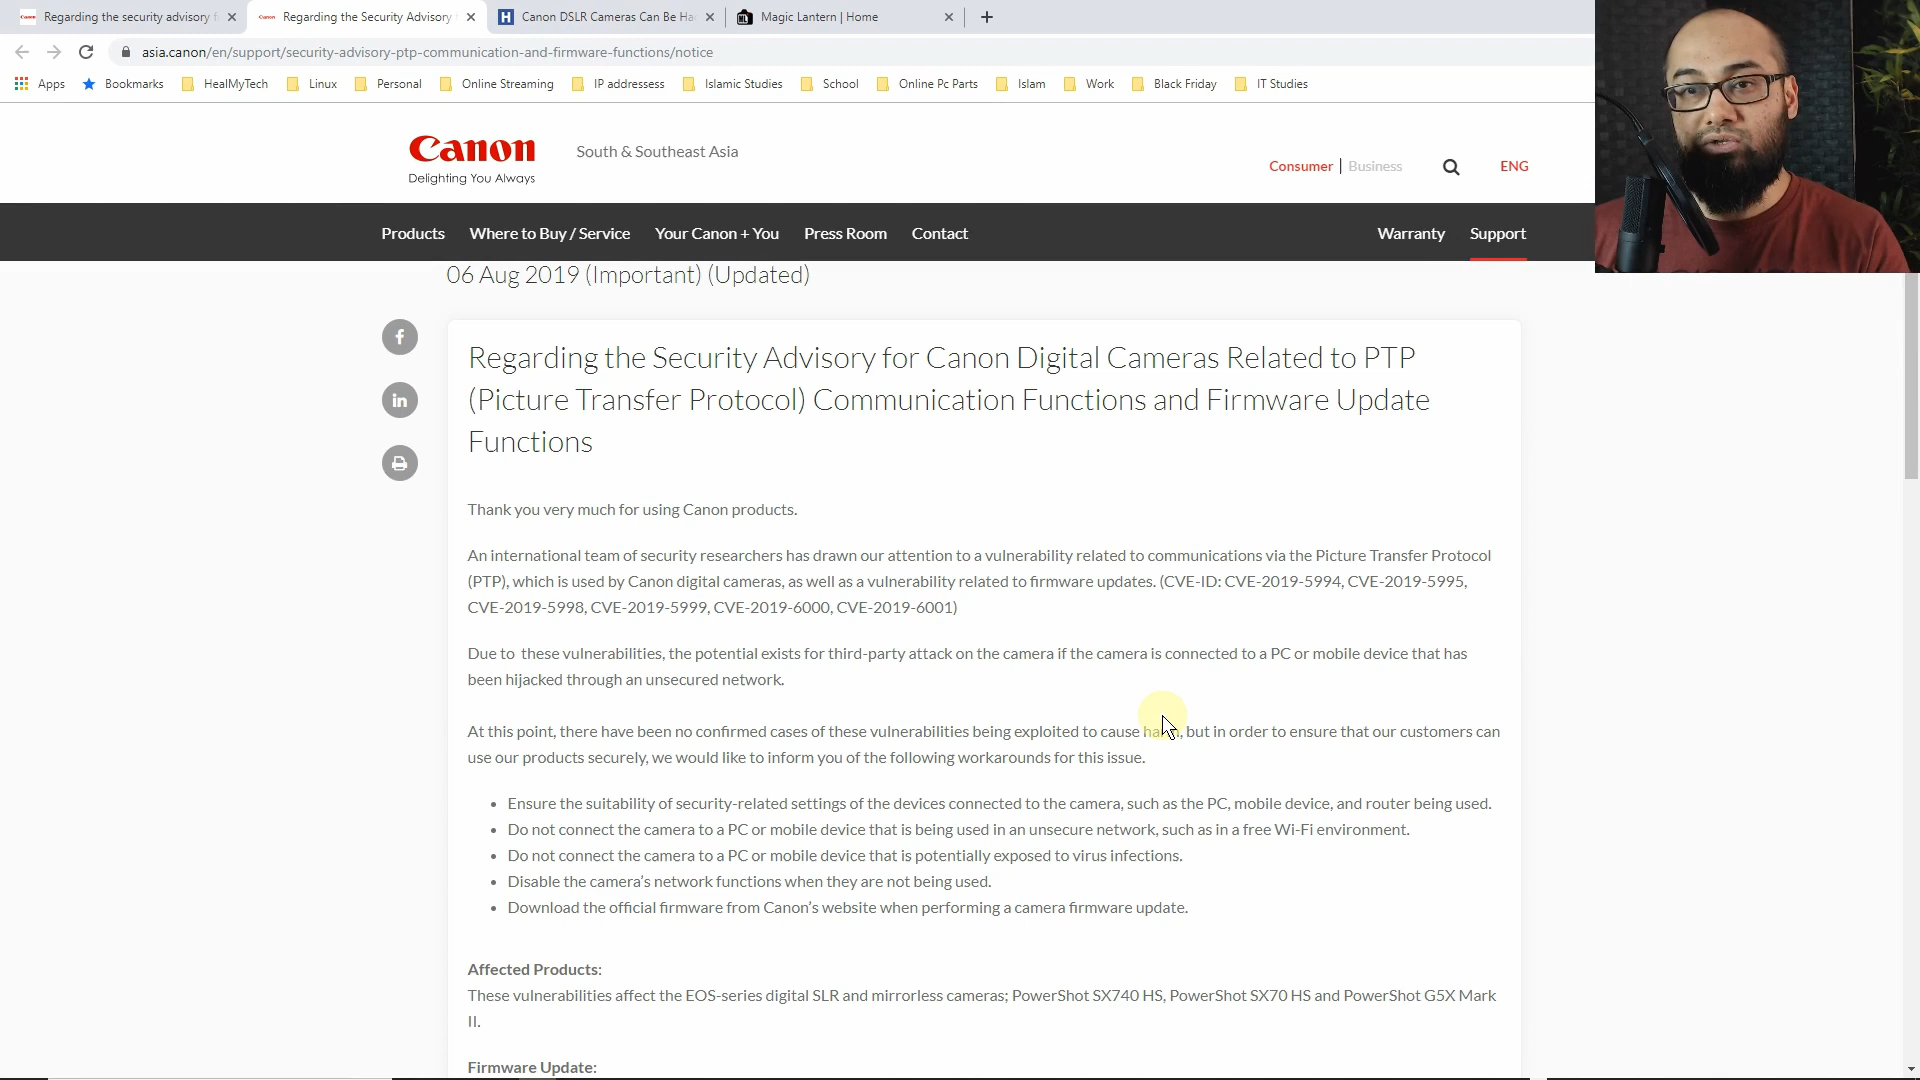 Regarding the security advisory f
Regarding the Security Advisory
Canon DSLR Cameras Can Be Ha
Magic Lantern | Home
asia.canon/en/support/security-advisory-ptp-communication-and-firmware-functions/notice
Apps
Bookmarks
HealMyTech
Linux
Personal
Online Streaming
IP addressess
Islamic Studies
School
Online Pc Parts
Islam
Work
Black Friday
IT Studies
Canon
Delighting You Always
South & Southeast Asia
Consumer | Business
ENG
Products
Where to Buy / Service
Your Canon + You
Press Room
Contact
Warranty
Support
06 Aug 2019 (Important) (Updated)
Regarding the Security Advisory for Canon Digital Cameras Related to PTP
(Picture Transfer Protocol) Communication Functions and Firmware Update
Functions
Thank you very much for using Canon products.
An international team of security researchers has drawn our attention to a vulnerability related to communications via the Picture Transfer Protocol
(PTP), which is used by Canon digital cameras, as well as a vulnerability related to firmware updates. (CVE-ID: CVE-2019-5994, CVE-2019-5995,
CVE-2019-5998, CVE-2019-5999, CVE-2019-6000, CVE-2019-6001)
Due to these vulnerabilities, the potential exists for third-party attack on the camera if the camera is connected to a PC or mobile device that has
been hijacked through an unsecured network.
At this point, there have been no confirmed cases of these vulnerabilities being exploited to cause harm, but in order to ensure that our customers can
use our products securely, we would like to inform you of the following workarounds for this issue.
• Ensure the suitability of security-related settings of the devices connected to the camera, such as the PC, mobile device, and router being used.
• Do not connect the camera to a PC or mobile device that is being used in an unsecure network, such as in a free Wi-Fi environment.
• Do not connect the camera to a PC or mobile device that is potentially exposed to virus infections.
• Disable the camera's network functions when they are not being used.
• Download the official firmware from Canon's website when performing a camera firmware update.
Affected Products:
These vulnerabilities affect the EOS-series digital SLR and mirrorless cameras; PowerShot SX740 HS, PowerShot SX70 HS and PowerShot G5X Mark
II.
Firmware Update: